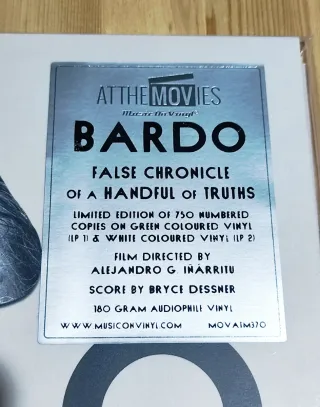 AT THE MOVIES
Music On Vinyl
BARDO
FALSE CHRONICLE
OF A HANDFUL OF TRUTHS
LIMITED EDITION OF 750 NUMBERED
COPIES ON GREEN COLOURED VINYL
(LP 1) & WHITE COLOURED VINYL (LP 2)
FILM DIRECTED BY
ALEJANDRO G. IÑÁRRITU
SCORE BY BRYCE DESSNER
180 GRAM AUDIOPHILE VINYL
WWW.MUSICONVINYL.COM MOVATM370